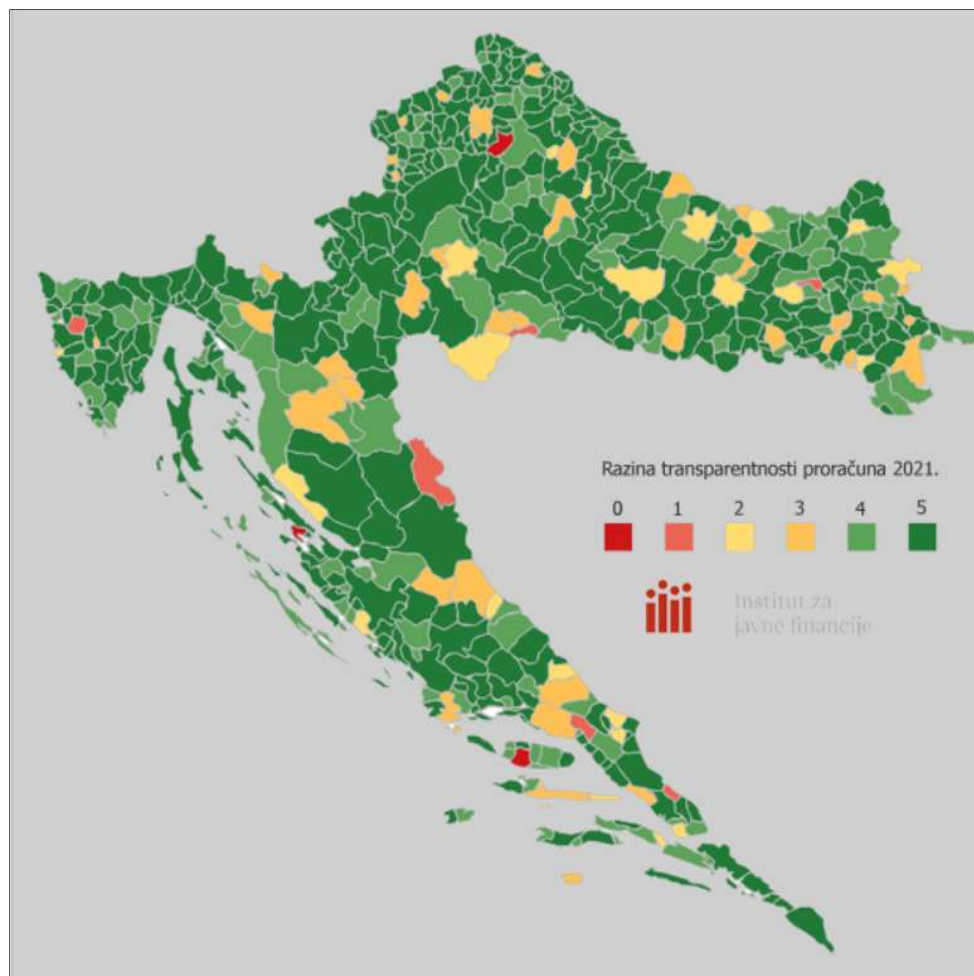 Razina transparentnosti proračuna 2021.
0 1 2 3 4 5
Institut za
javne financije